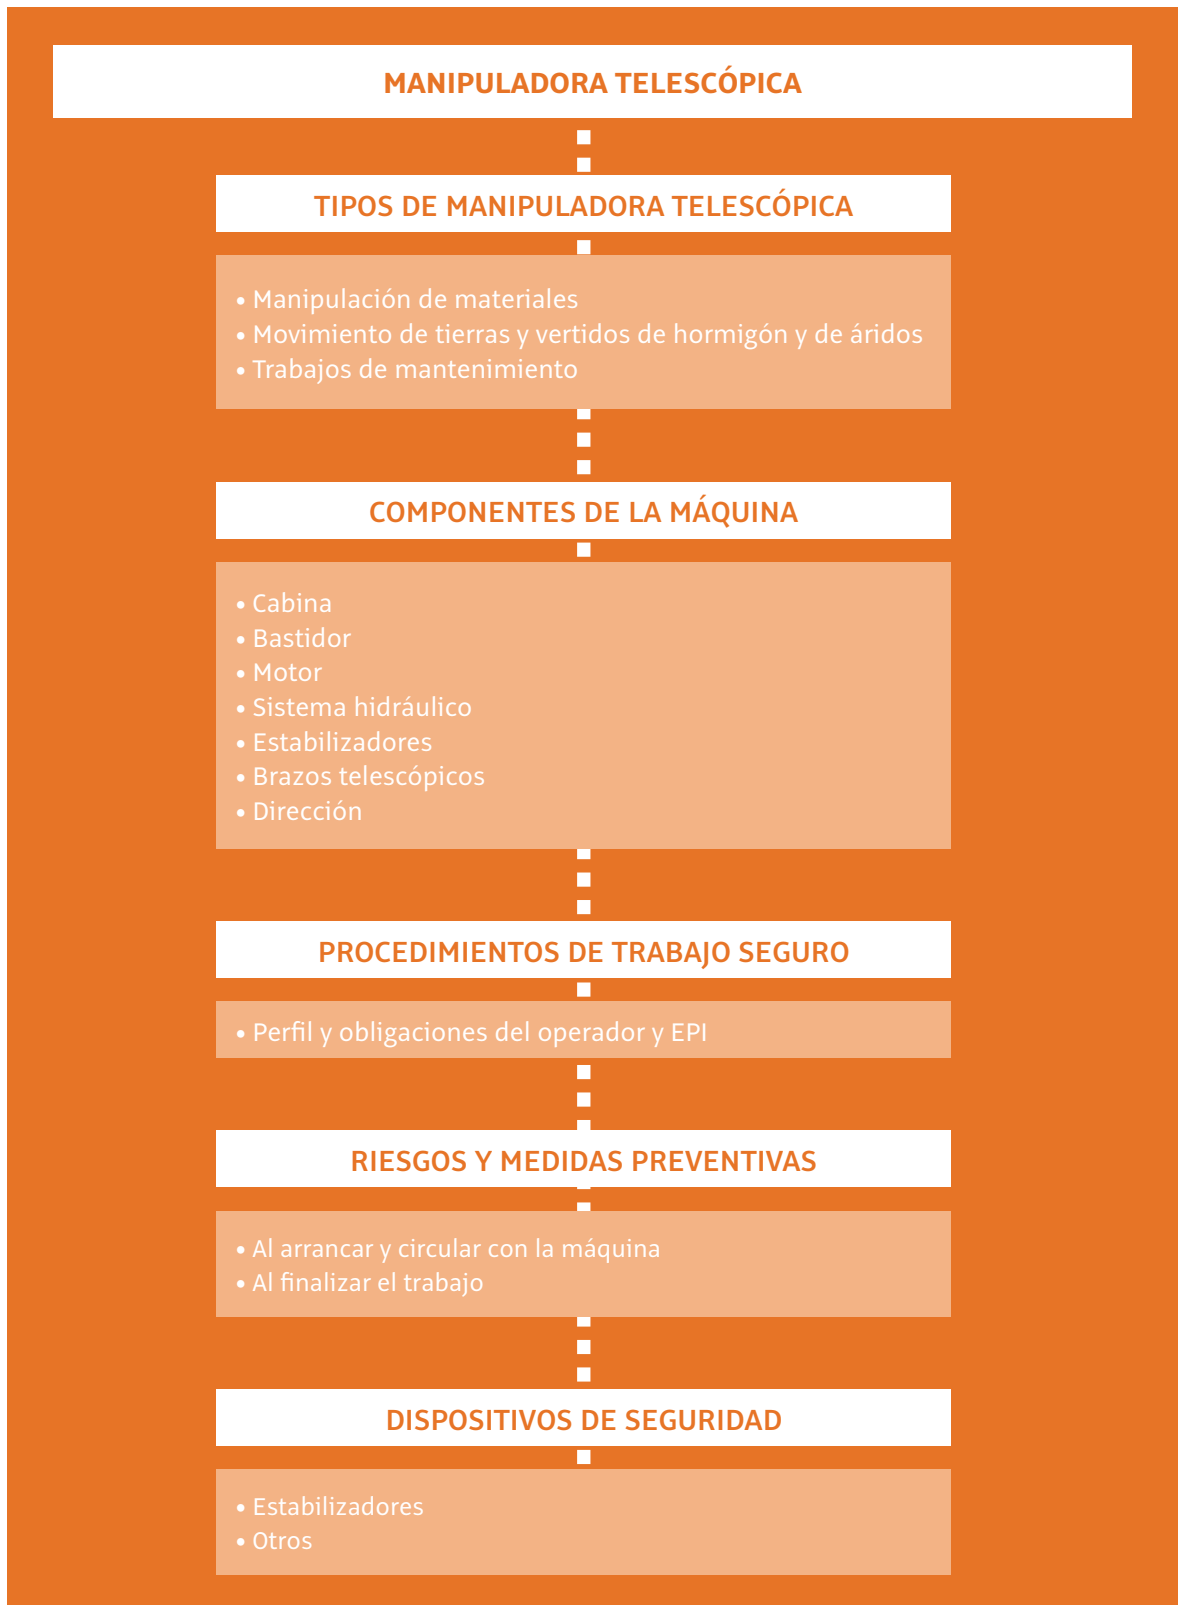 MANIPULADORA TELESCÓPICA
TIPOS DE MANIPULADORA TELESCÓPICA
• Manipulación de materiales
• Movimiento de tierras y vertidos de hormigón y de áridos
• Trabajos de mantenimiento
COMPONENTES DE LA MÁQUINA
• Cabina
• Bastidor
• Motor
• Sistema hidráulico
• Estabilizadores
• Brazos telescópicos
• Dirección
PROCEDIMIENTOS DE TRABAJO SEGURO
• Perfil y obligaciones del operador y EPI
RIESGOS Y MEDIDAS PREVENTIVAS
• Al arrancar y circular con la máquina
• Al finalizar el trabajo
DISPOSITIVOS DE SEGURIDAD
• Estabilizadores
• Otros